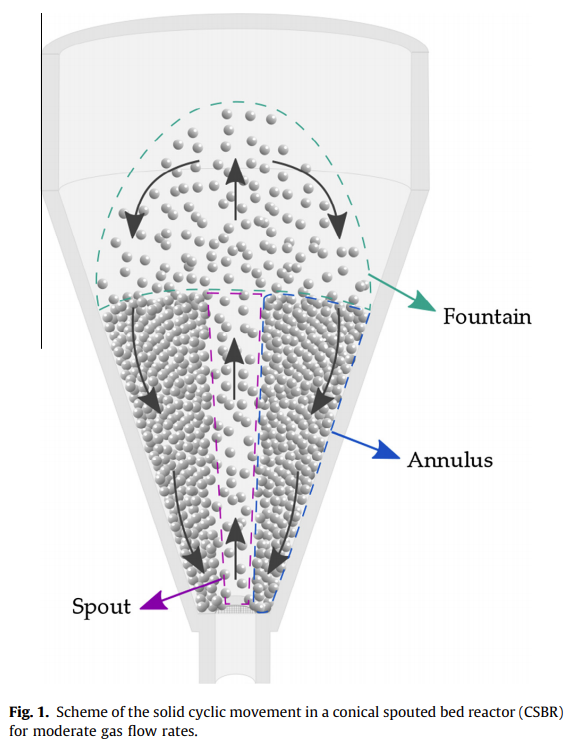 Fountain
Annulus
Spout
Fig. 1. Scheme of the solid cyclic movement in a conical spouted bed reactor (CSBR)
for moderate gas flow rates.